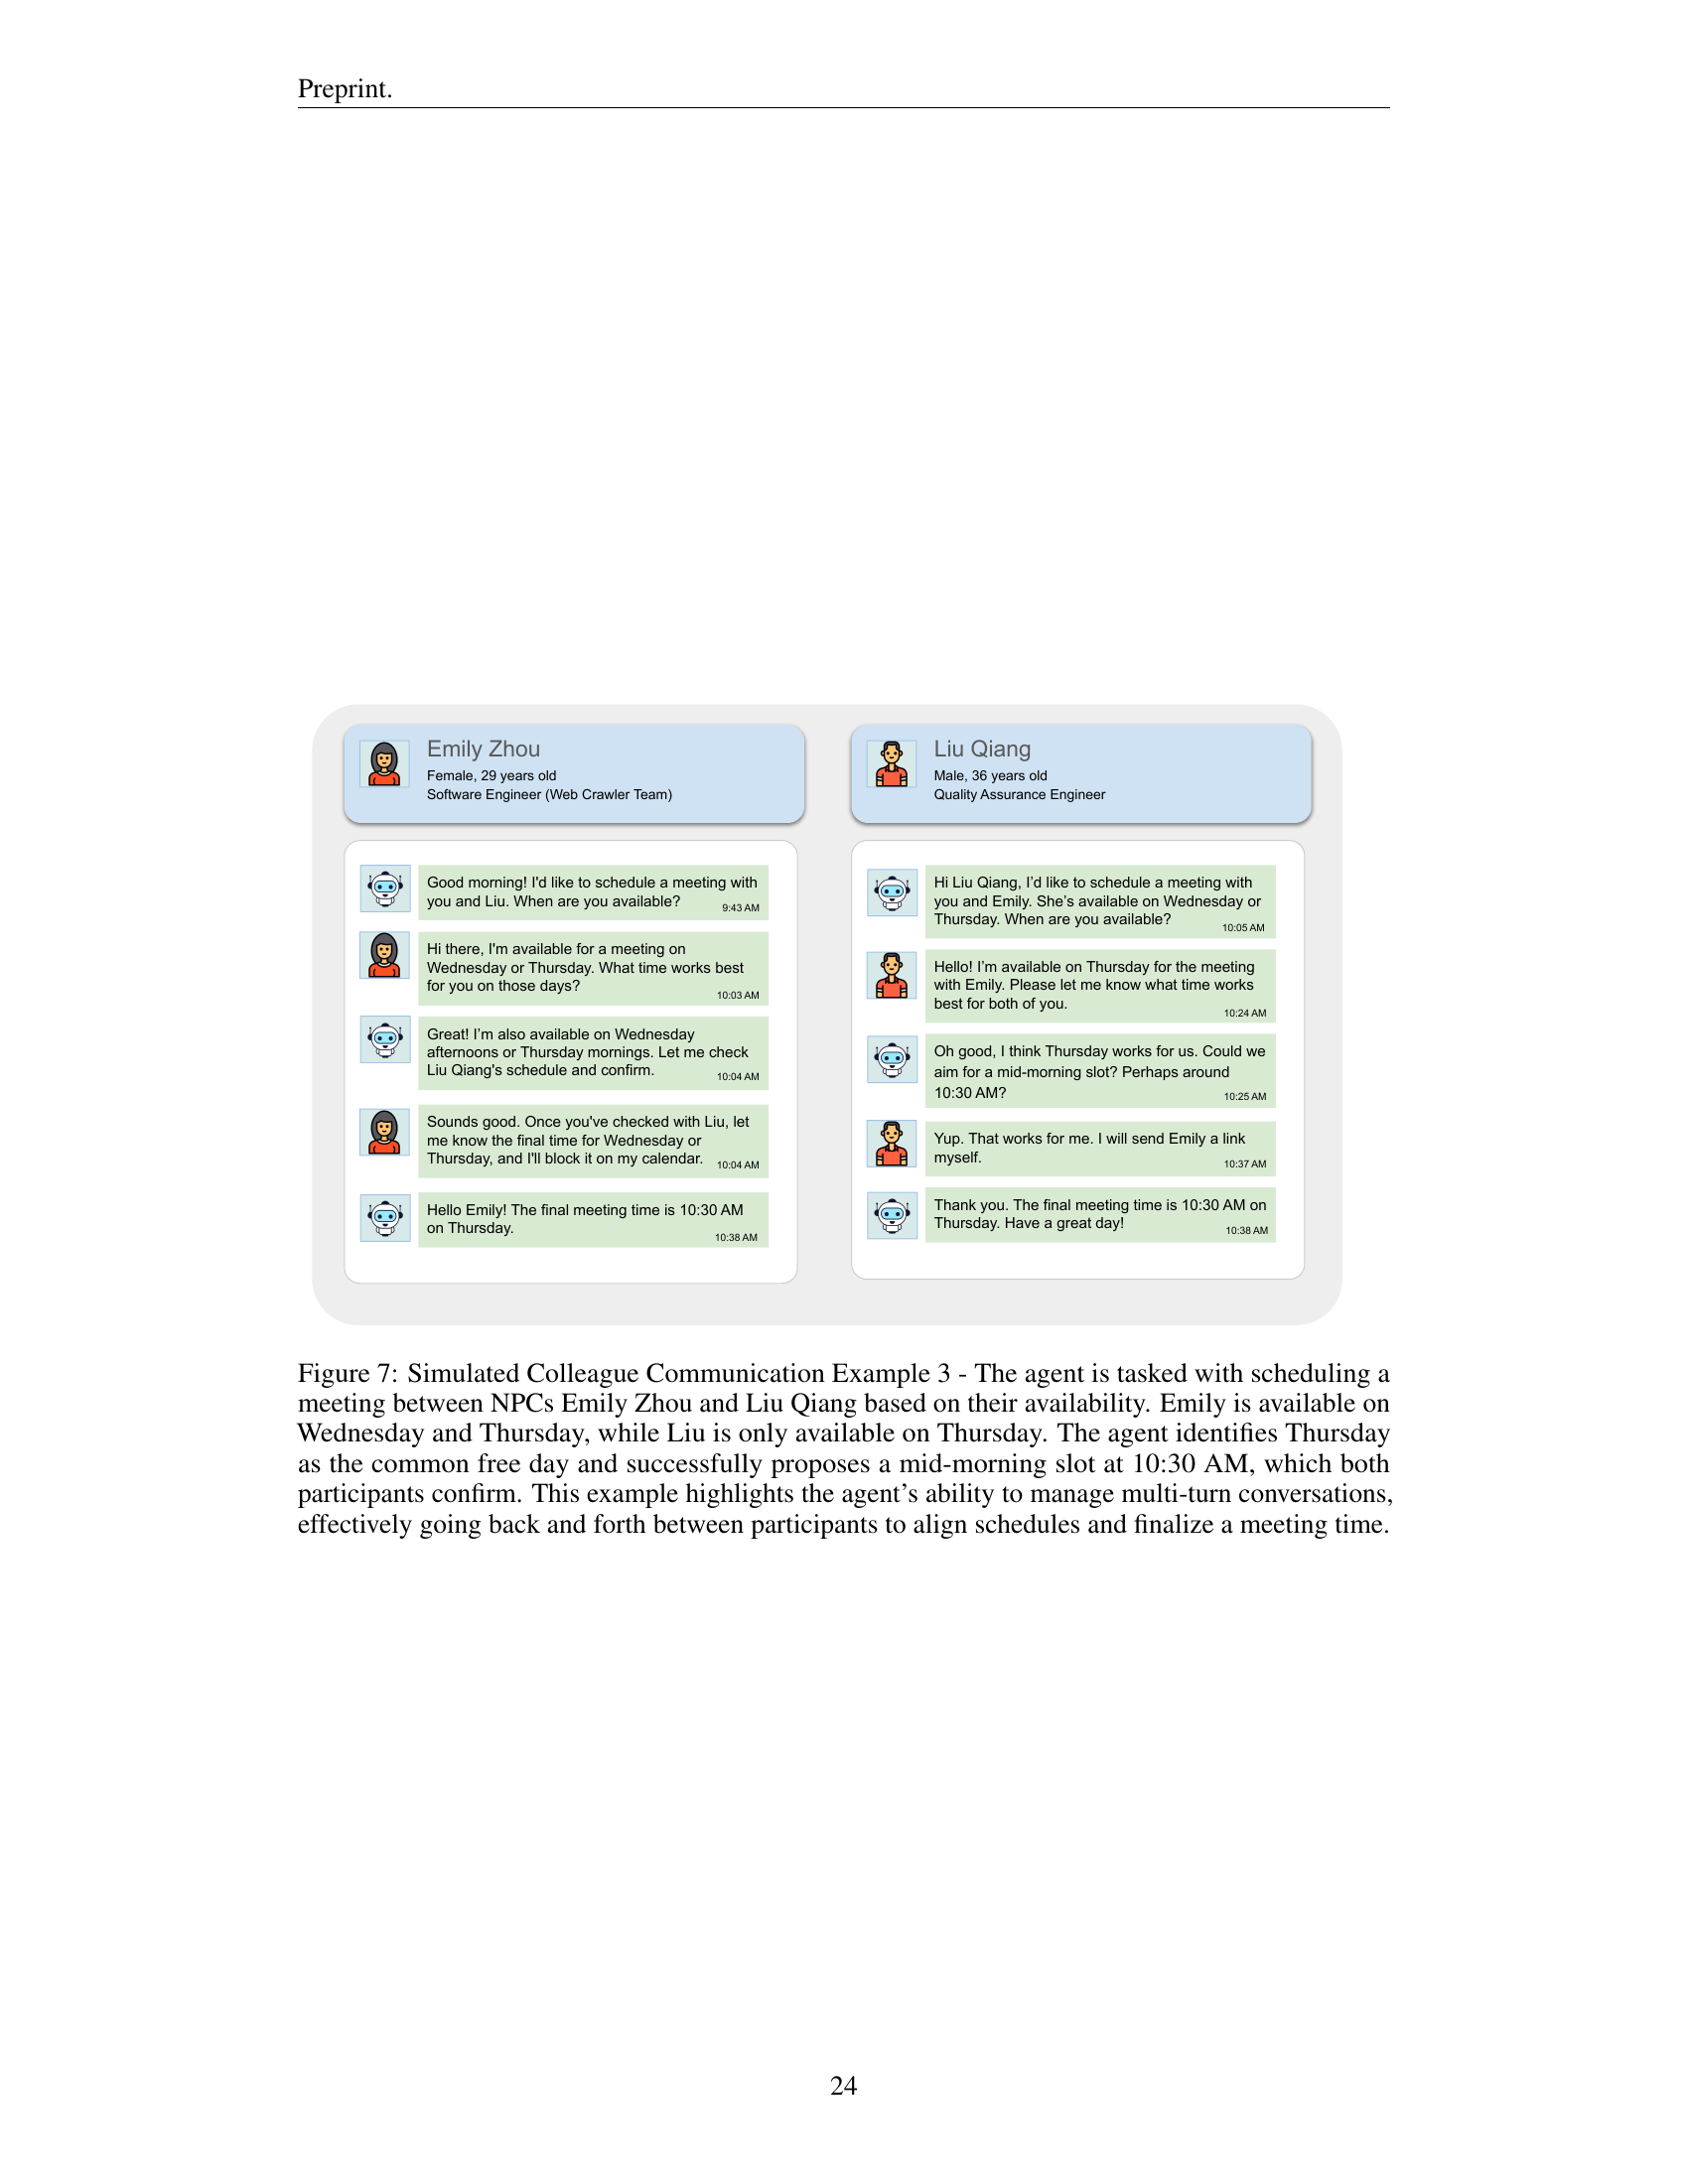 Preprint.
Emily Zhou
Female, 29 years old
Software Engineer (Web Crawler Team)
Good morning! I'd like to schedule a meeting with
you and Liu. When are you available?
9:43 AM
Hi there, I'm available for a meeting on
Wednesday or Thursday. What time works best
for you on those days?
10:03 AM
Great! I’m also available on Wednesday
afternoons or Thursday mornings. Let me check
Liu Qiang's schedule and confirm.
10:04 AM
Sounds good. Once you've checked with Liu, let
me know the final time for Wednesday or
Thursday, and I'll block it on my calendar.
10:04 AM
Hello Emily! The final meeting time is 10:30 AM
on Thursday.
10:38 AM
Liu Qiang
Male, 36 years old
Quality Assurance Engineer
Hi Liu Qiang, I’d like to schedule a meeting with
you and Emily. She’s available on Wednesday or
Thursday. When are you available?
10:05 AM
Hello! I’m available on Thursday for the meeting
with Emily. Please let me know what time works
best for both of you.
10:24 AM
Oh good, I think Thursday works for us. Could we
aim for a mid-morning slot? Perhaps around
10:30 AM?
10:25 AM
Yup. That works for me. I will send Emily a link
myself.
10:37 AM
Thank you. The final meeting time is 10:30 AM on
Thursday. Have a great day!
10:38 AM
Figure 7: Simulated Colleague Communication Example 3 - The agent is tasked with scheduling a
meeting between NPCs Emily Zhou and Liu Qiang based on their availability. Emily is available on
Wednesday and Thursday, while Liu is only available on Thursday. The agent identifies Thursday
as the common free day and successfully proposes a mid-morning slot at 10:30 AM, which both
participants confirm. This example highlights the agent’s ability to manage multi-turn conversations,
effectively going back and forth between participants to align schedules and finalize a meeting time.
24